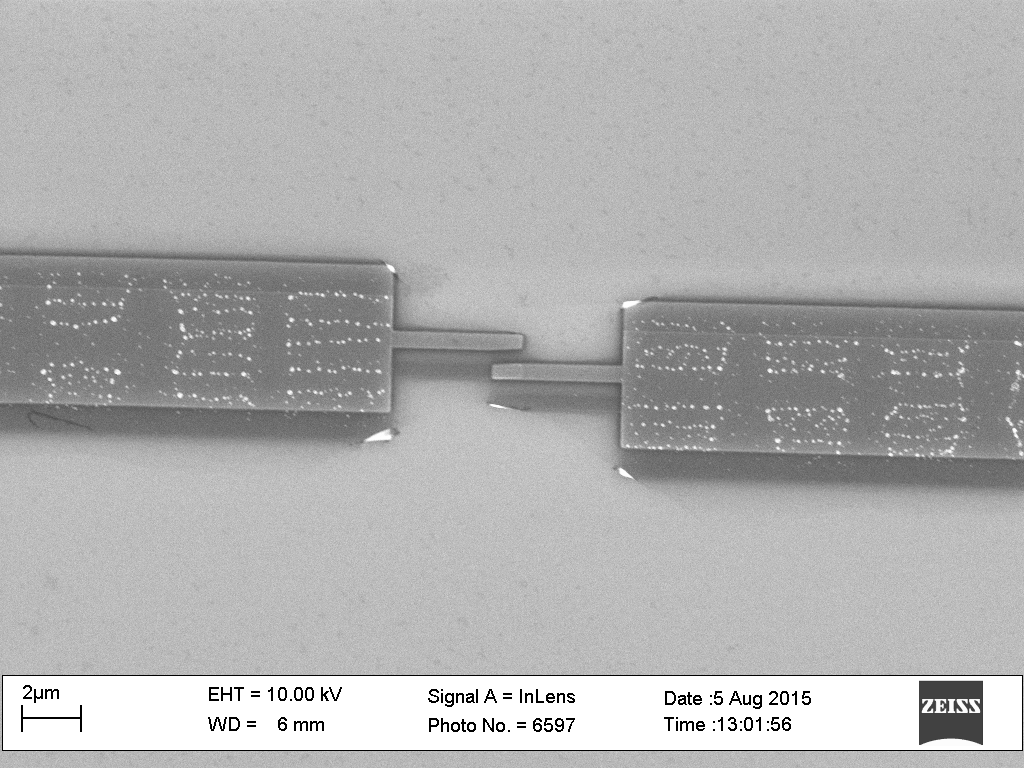 2µm
EHT = 10.00 kV
WD = 6 mm
Signal A = InLens
Photo No. = 6597
Date :5 Aug 2015
Time :13:01:56
ZEISS